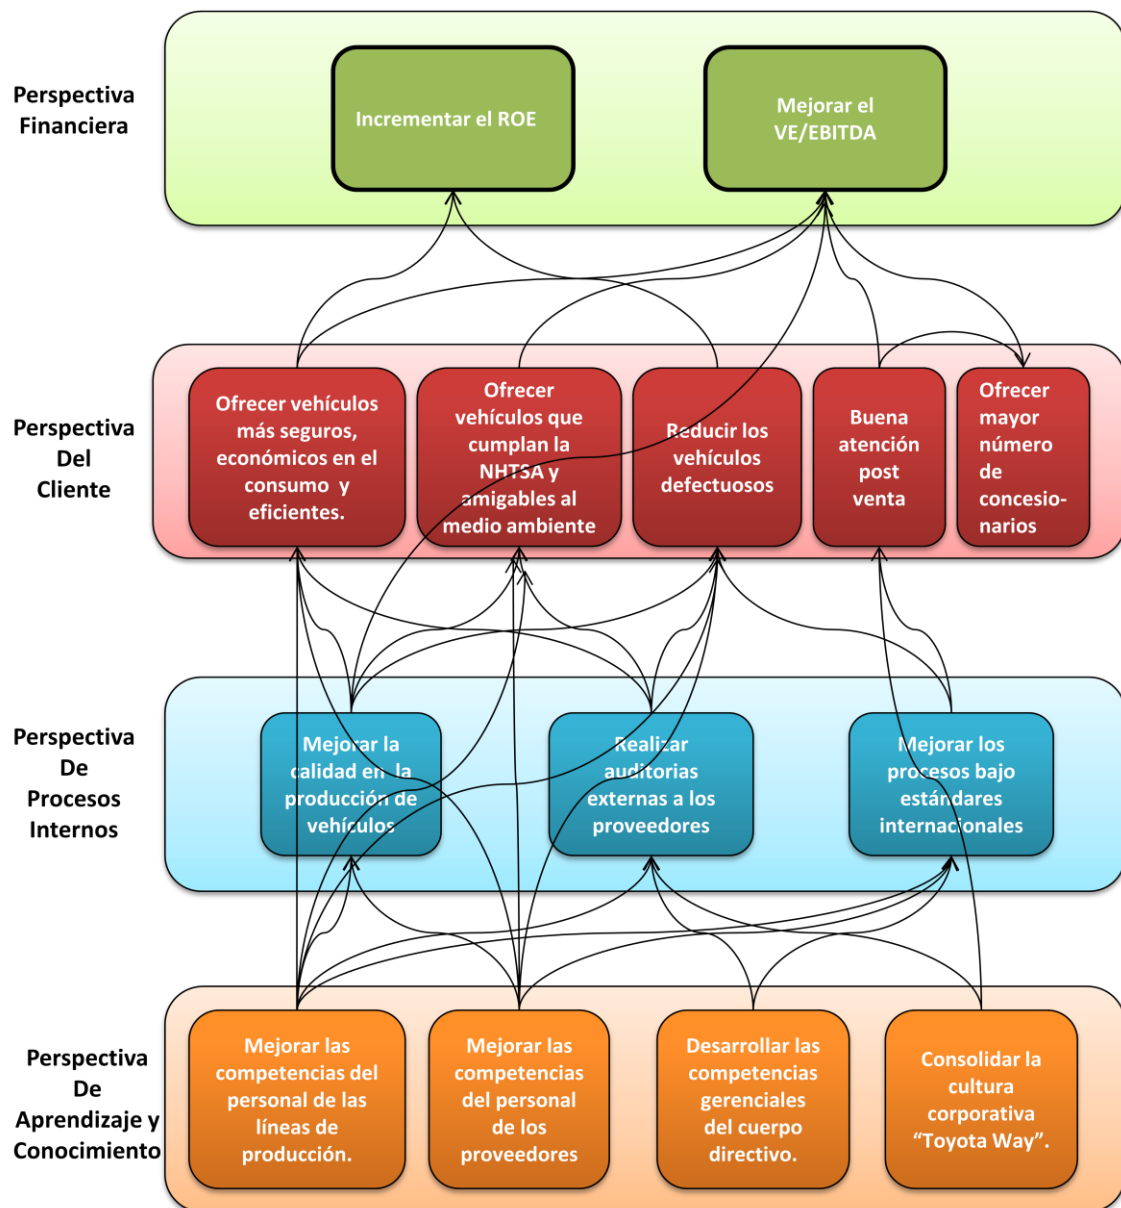 Perspectiva
Financiera
Incrementar el ROE
Mejorar el
VE/EBITDA
Perspectiva
Del
Cliente
Ofrecer vehículos
más seguros,
económicos en el
consumo y
eficientes.
Ofrecer
vehículos que
cumplan la
NHTSA y
amigables al
medio ambiente
Reducir los
vehículos
defectuosos
Buena
atención
post
venta
Ofrecer
mayor
número
de
concesio-
narios
Perspectiva
De
Procesos
Internos
Mejorar la
calidad en la
producción de
vehículos
Realizar
auditorias
externas a los
proveedores
Mejorar los
procesos bajo
estándares
internacionales
Perspectiva
De
Aprendizaje y
Conocimiento
Mejorar las
competencias del
personal de las
líneas de
producción.
Mejorar las
competencias
del personal
de los
proveedores
Desarrollar las
competencias
gerenciales
del cuerpo
directivo.
Consolidar la
cultura
corporativa
“Toyota Way”.